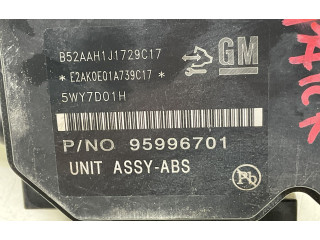 B52AAH1J1729C17
* E2AK0E01A739C17 *
5WY7D01H
GM
P/NO 95996701
UNIT ASSY-ABS
Pb